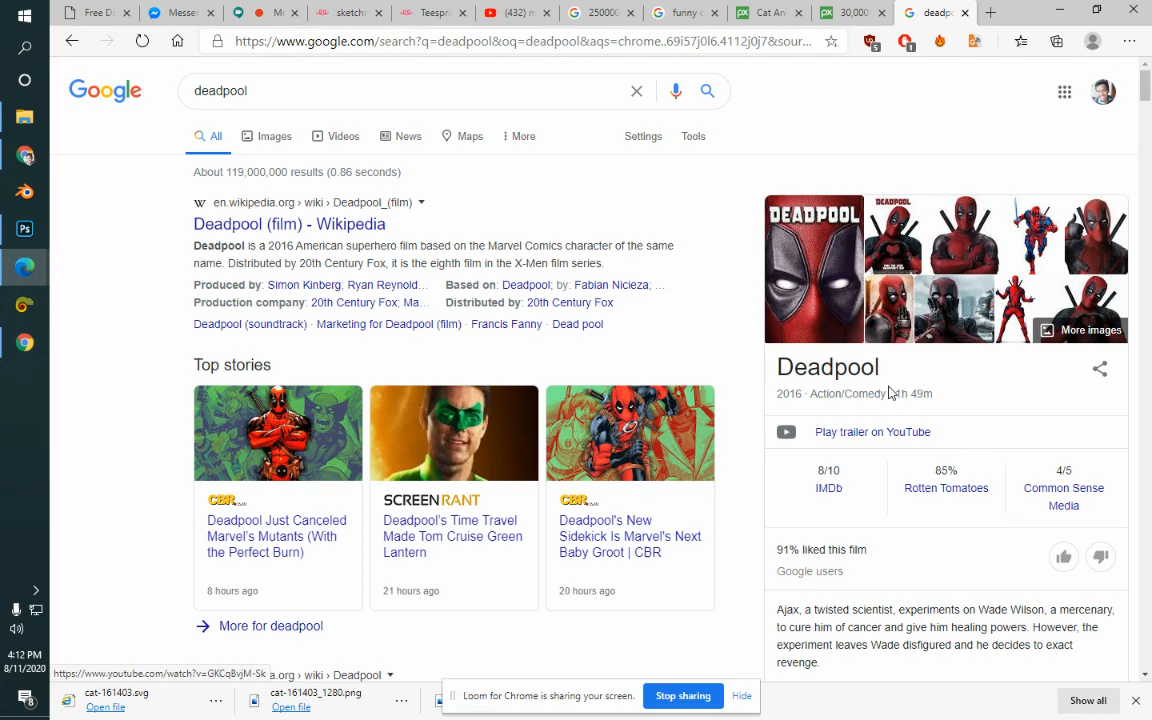 Free Do
Messer
M
sketchr
Teespri
(432) m
250000
funny c
Cat An
30,000
deadpo
https://www.google.com/search?q=deadpool&oq=deadpool&aqs=chrome..69i57j0l6.4112j0j7&sour...
5
1
Google
deadpool
All
Images
Videos
News
Maps
More
Settings
Tools
About 119,000,000 results (0.86 seconds)
W en.wikipedia.org › wiki › Deadpool_(film)
Deadpool (film) - Wikipedia
Deadpool is a 2016 American superhero film based on the Marvel Comics character of the same
name. Distributed by 20th Century Fox, it is the eighth film in the X-Men film series.
Produced by: Simon Kinberg; Ryan Reynold... Based on: Deadpool; by: Fabian Nicieza; ...
Production company: 20th Century Fox; Ma... Distributed by: 20th Century Fox
Deadpool (soundtrack) · Marketing for Deadpool (film) · Francis Fanny · Dead pool
Top stories
CBR.com
Deadpool Just Canceled
Marvel's Mutants (With
the Perfect Burn)
8 hours ago
SCREENRANT
Deadpool's Time Travel
Made Tom Cruise Green
Lantern
21 hours ago
CBR.com
Deadpool's New
Sidekick Is Marvel's Next
Baby Groot | CBR
20 hours ago
More for deadpool
a.org › wiki › Deadpool
DEADPOOL
DEADPOOL
More images
Deadpool
2016 · Action/Comedy 1h 49m
Play trailer on YouTube
8/10
IMDb
85%
Rotten Tomatoes
4/5
Common Sense
Media
91% liked this film
Google users
Ajax, a twisted scientist, experiments on Wade Wilson, a mercenary,
to cure him of cancer and give him healing powers. However, the
experiment leaves Wade disfigured and he decides to exact
revenge.
Ps
4:12 PM
8/11/2020
8
https://www.youtube.com/watch?v=GKCqBvjM-Sk
cat-161403.svg
Open file
cat-161403_1280.png
Open file
Loom for Chrome is sharing your screen.
Stop sharing
Hide
Show all